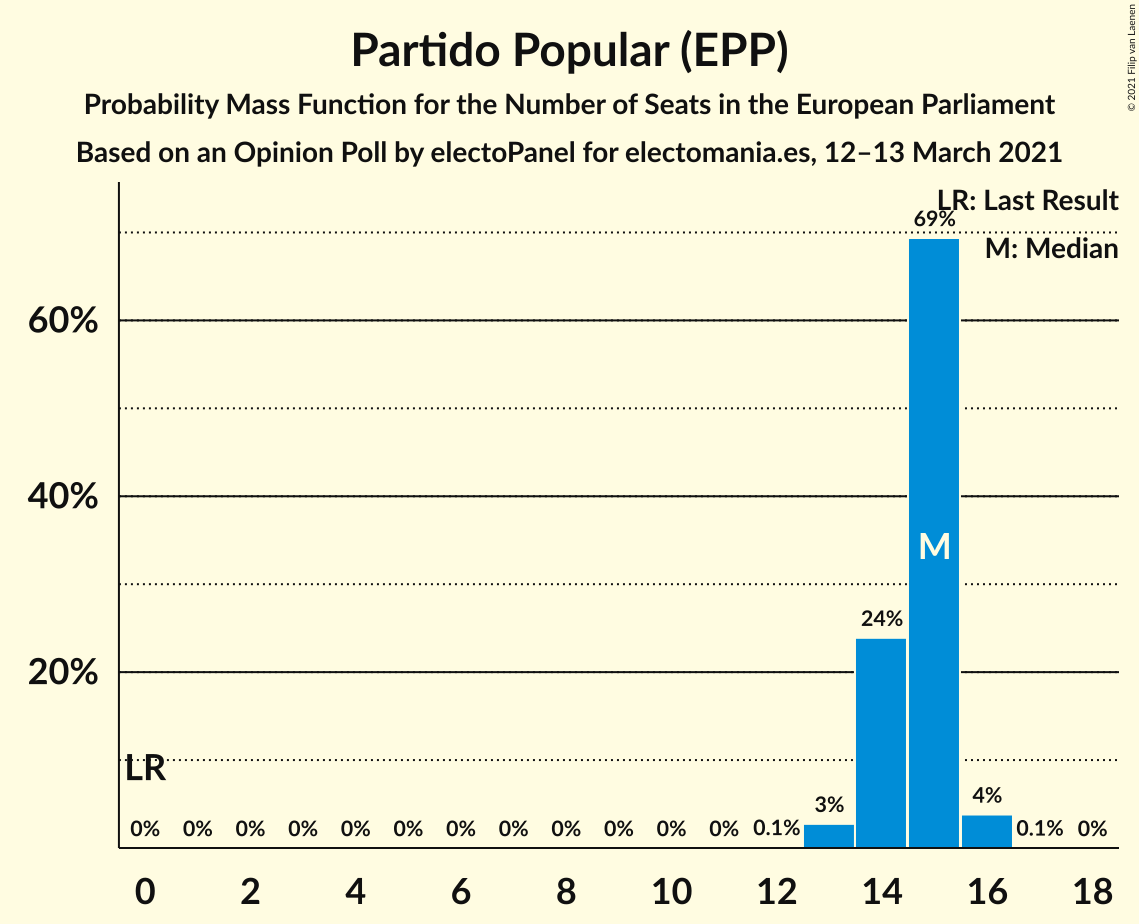 Partido Popular (EPP)
Probability Mass Function for the Number of Seats in the European Parliament
Based on an Opinion Poll by electoPanel for electomania.es, 12–13 March 2021
© 2021 Filip van Laenen
LR: Last Result
M: Median
69%
60%
40%
M
24%
20%
LR
0% 0% 0% 0% 0% 0% 0% 0% 0% 0% 0% 0% 0.1% 3% 4% 0.1% 0%
0 2 4 6 8 10 12 14 16 18